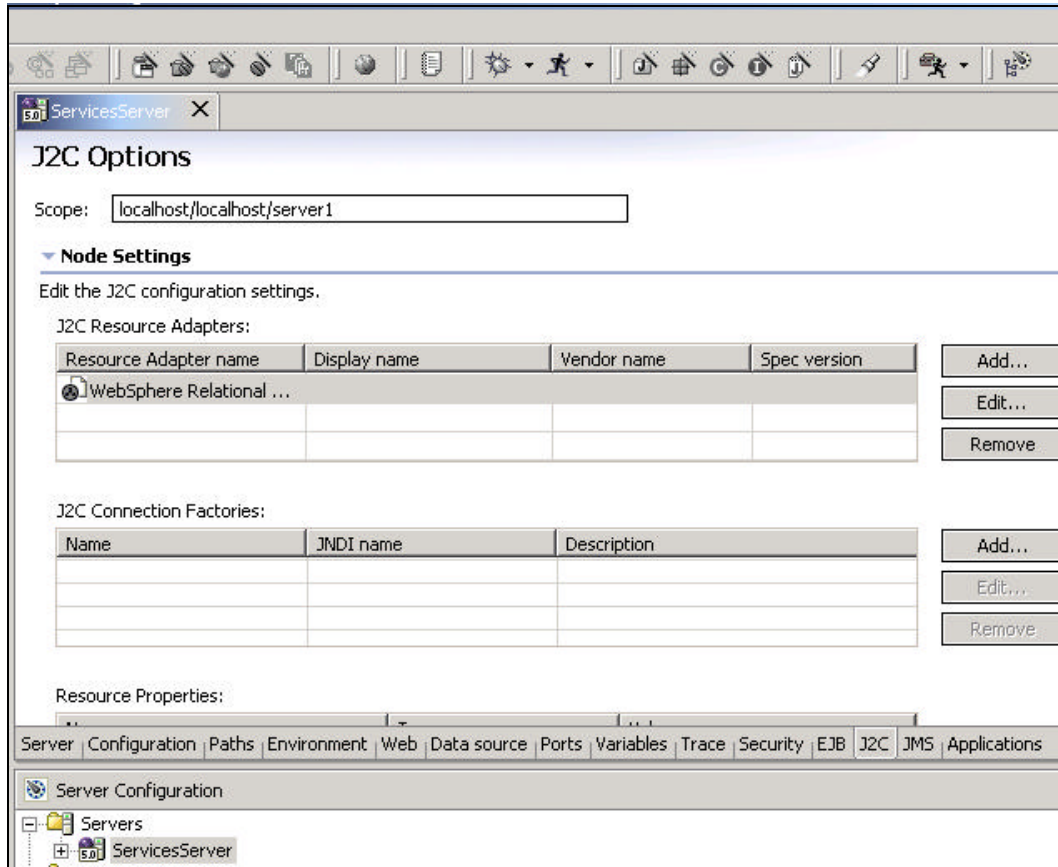 ServicesServer
J2C Options
Scope: localhost/localhost/server1
Node Settings
Edit the J2C configuration settings.
J2C Resource Adapters:
Resource Adapter name Display name Vendor name Spec version Add...
WebSphere Relational ...
Edit...
Remove
J2C Connection Factories:
Name JNDI name Description Add...
Edit...
Remove
Resource Properties:
Server Configuration Paths Environment Web Data source Ports Variables Trace Security EJB J2C JMS Applications
Server Configuration
Servers
5.0 ServicesServer